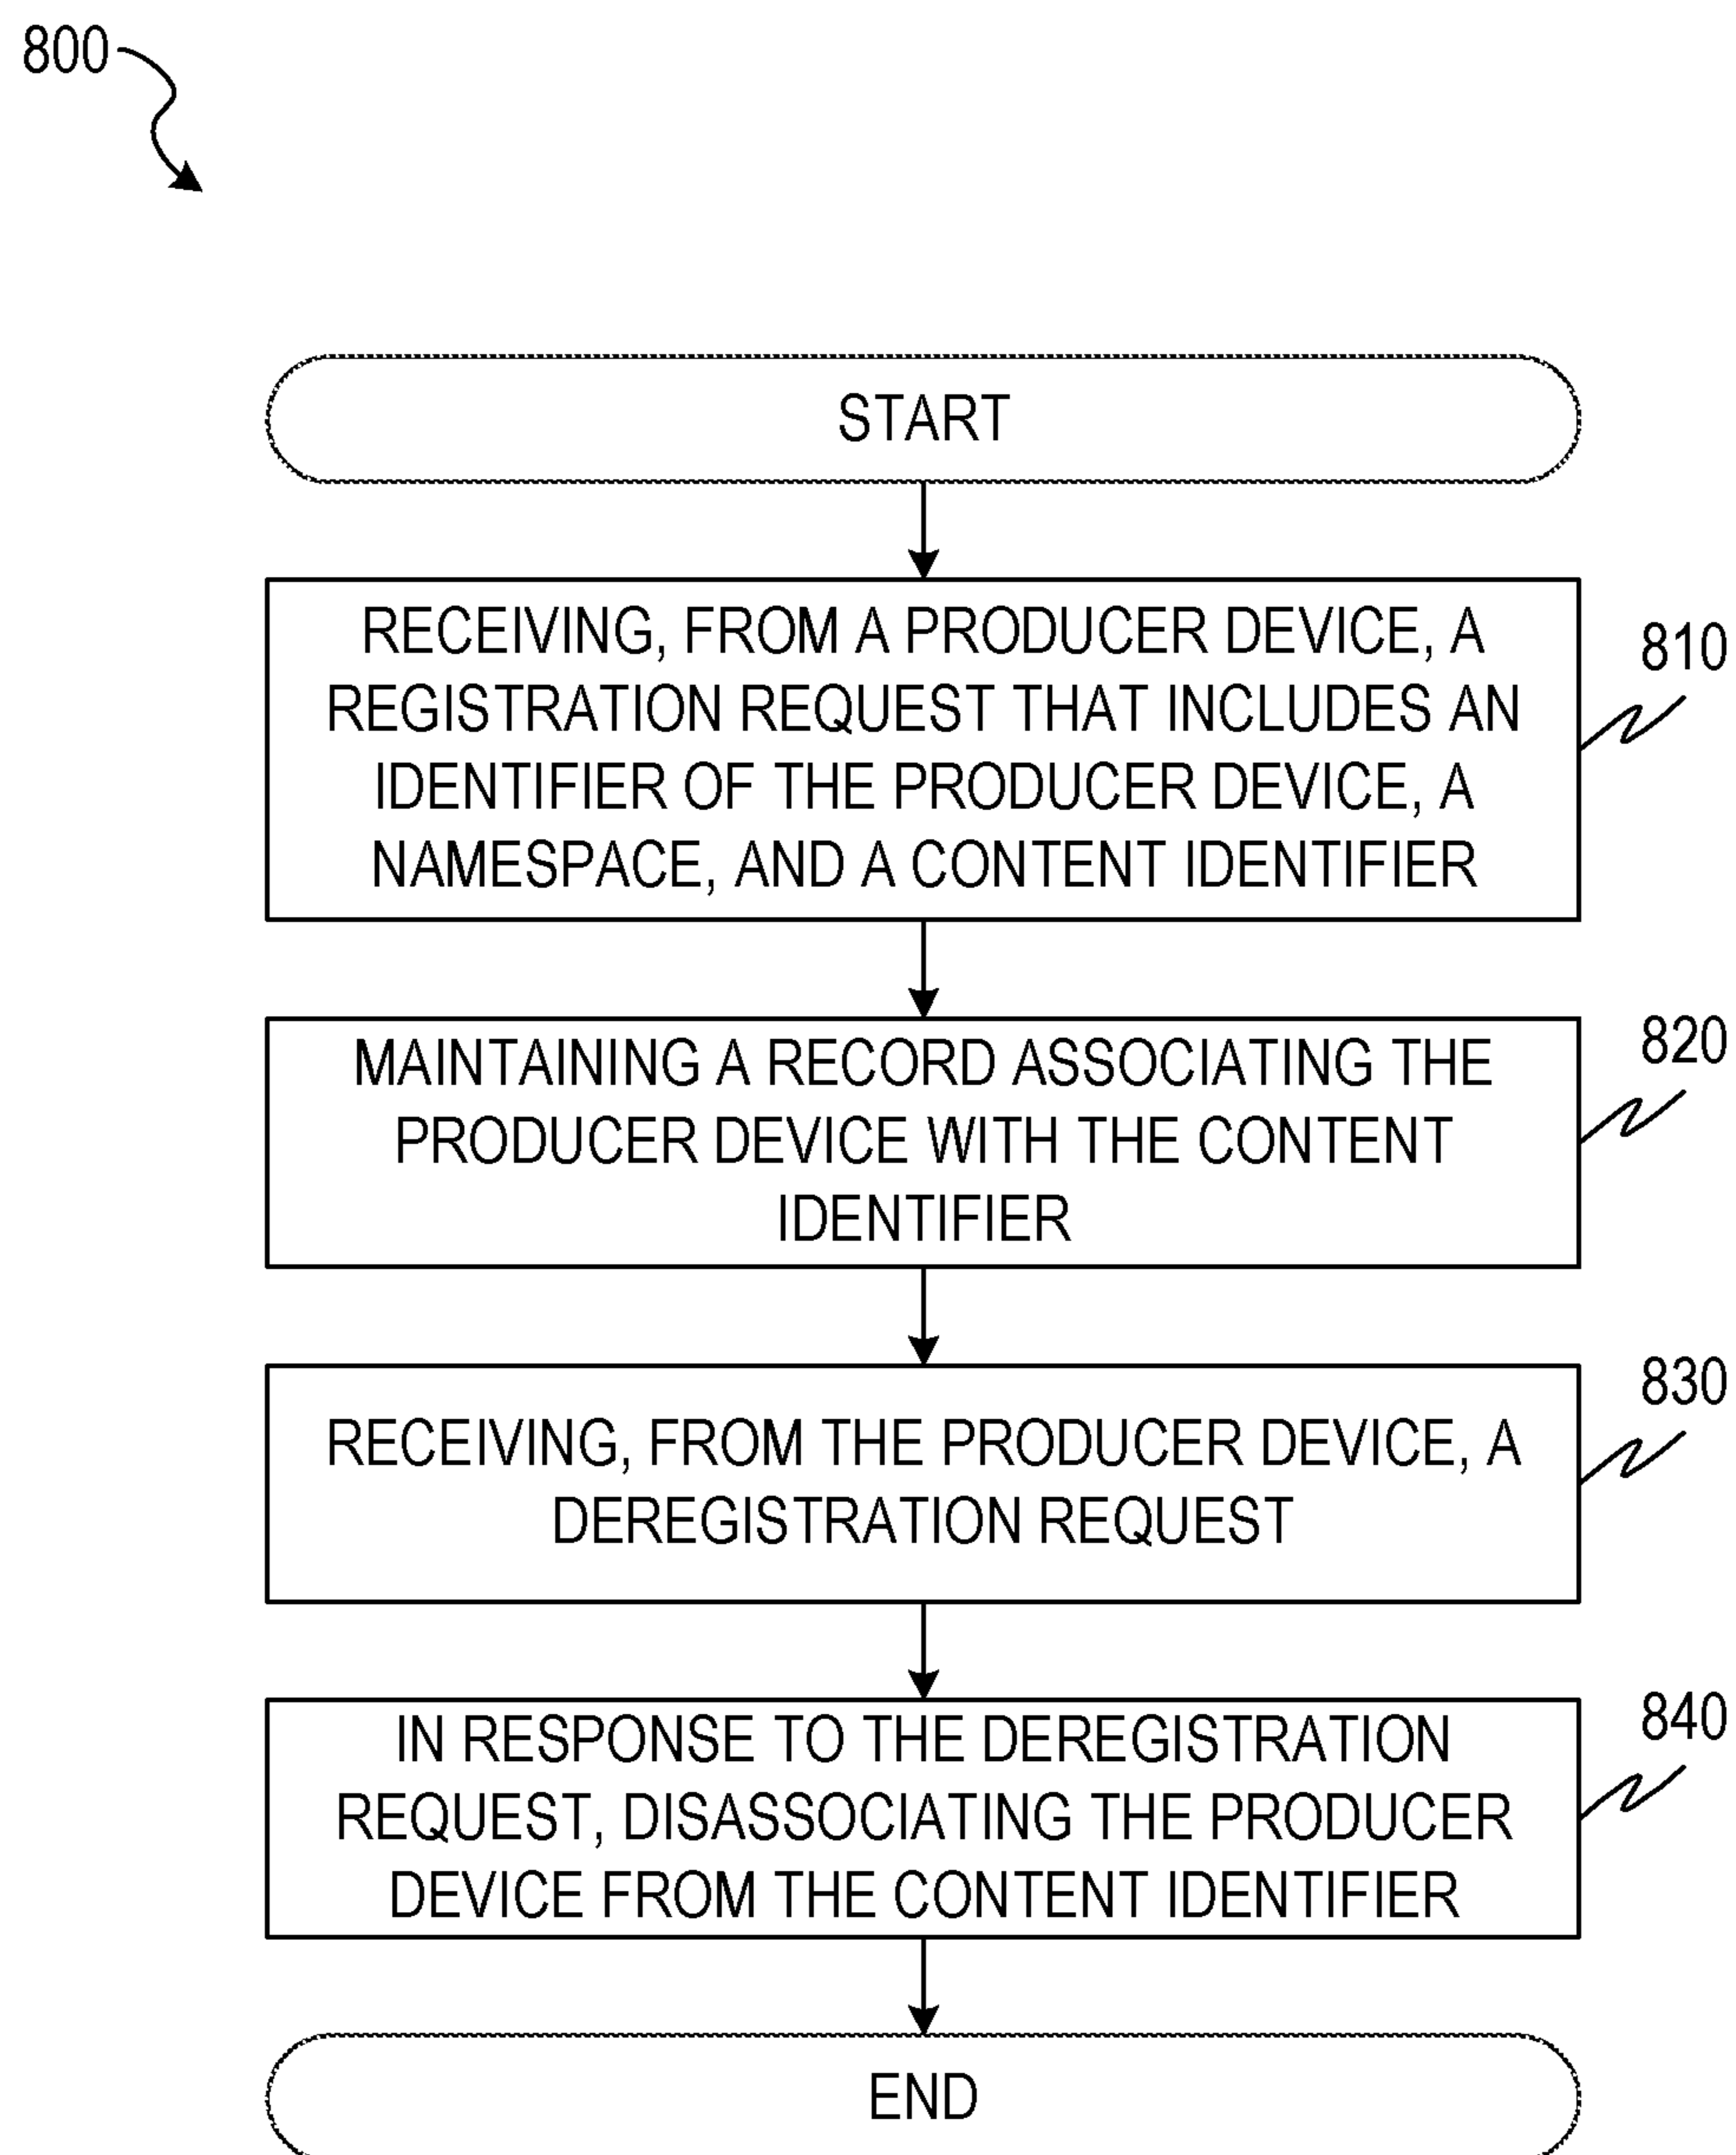 800
START
RECEIVING, FROM A PRODUCER DEVICE, A
REGISTRATION REQUEST THAT INCLUDES AN
IDENTIFIER OF THE PRODUCER DEVICE, A
NAMESPACE, AND A CONTENT IDENTIFIER
810
MAINTAINING A RECORD ASSOCIATING THE
PRODUCER DEVICE WITH THE CONTENT
IDENTIFIER
820
RECEIVING, FROM THE PRODUCER DEVICE, A
DEREGISTRATION REQUEST
830
IN RESPONSE TO THE DEREGISTRATION
REQUEST, DISASSOCIATING THE PRODUCER
DEVICE FROM THE CONTENT IDENTIFIER
840
END